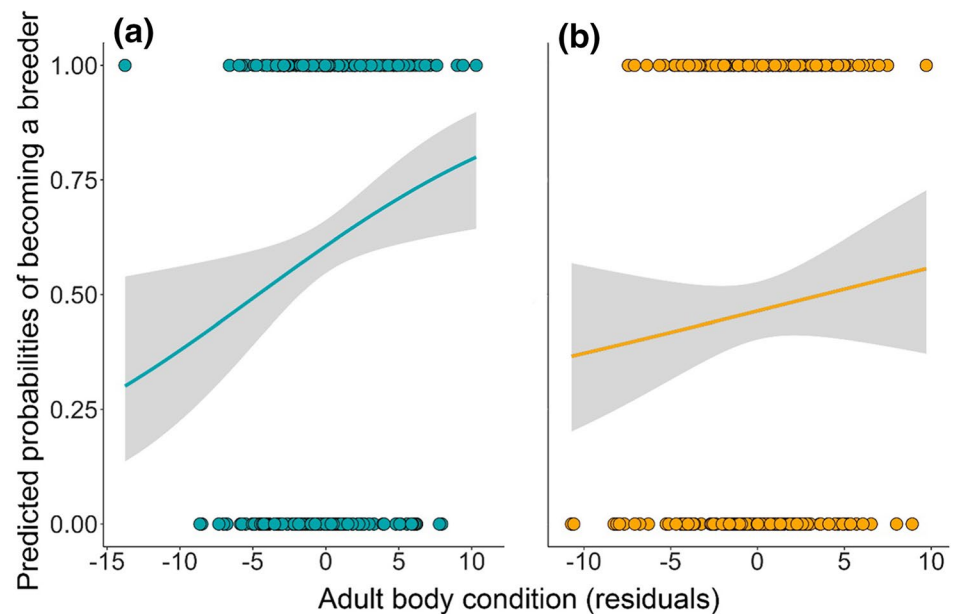 (a)
(b)
Predicted probabilities of becoming a breeder
1.00
0.75
0.50
0.25
0.00
-15 -10 -5 0 5 10
-10 -5 0 5 10
Adult body condition (residuals)